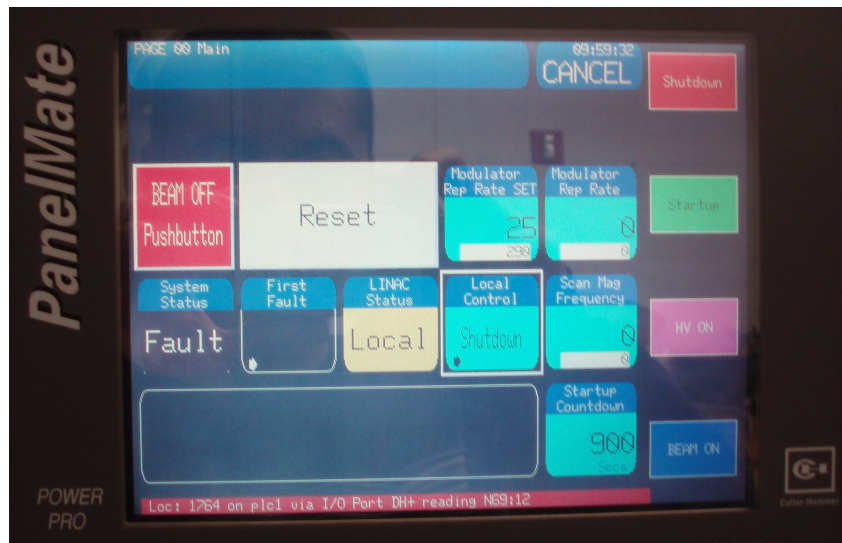 PanelMate
POWER
PRO
PAGE 00 Main
09:59:32
CANCEL
Shutdown
BEAM OFF
Pushbutton
Reset
Modulator
Rep Rate SET
25
290
Modulator
Rep Rate
0
0
Startup
System
Status
Fault
First
Fault
LINAC
Status
Local
Local
Control
Shutdown
Scan Mag
Frequency
0
0
HV ON
Startup
Countdown
900
Secs
BEAM ON
Loc: 1764 on plc1 via I/O Port DH+ reading N69:12
Cutler-Hammer